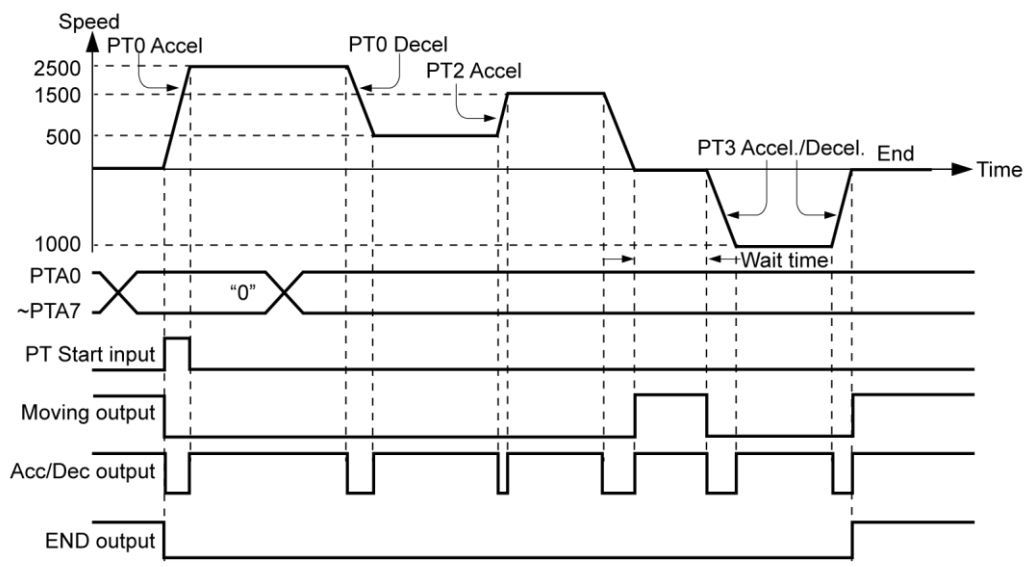 Speed
PT0 Accel
PT0 Decel
2500
PT2 Accel
1500
500
PT3 Accel./Decel.
End
Time
1000
Wait time
PTA0
"0"
~PTA7
PT Start input
Moving output
Acc/Dec output
END output